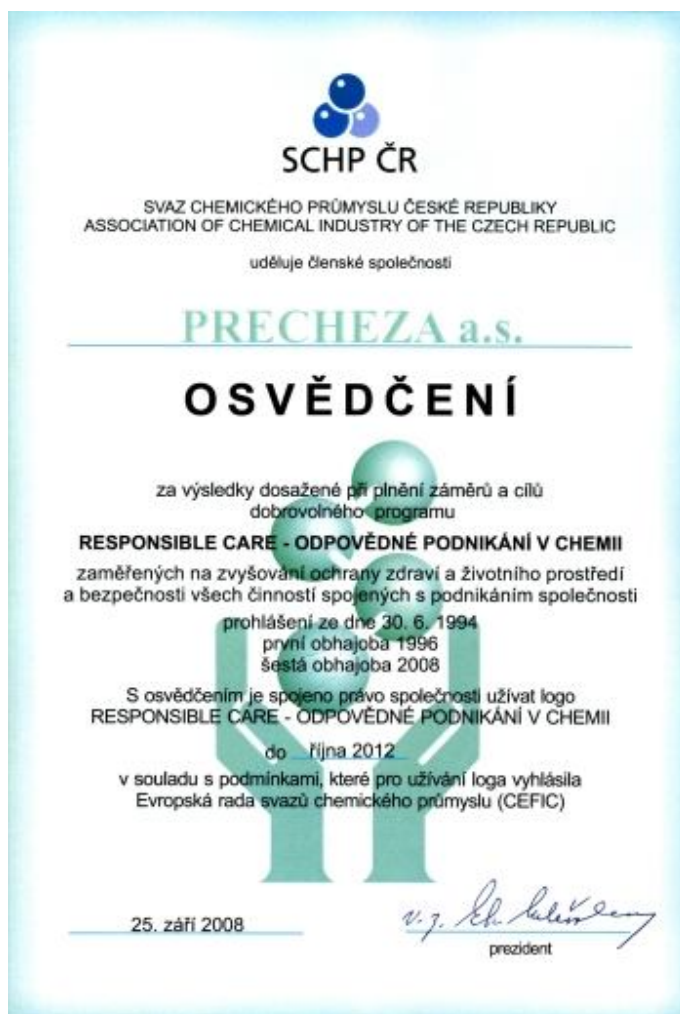 SCHP ČR
SVAZ CHEMICKÉHO PRŮMYSLU ČESKÉ REPUBLIKY
ASSOCIATION OF CHEMICAL INDUSTRY OF THE CZECH REPUBLIC
uděluje členské společnosti
PRECHEZA a.s.
OSVĚDČENÍ
za výsledky dosažené při plnění záměrů a cílů
dobrovolného programu
RESPONSIBLE CARE - ODPOVĚDNÉ PODNIKÁNÍ V CHEMII
zaměřených na zvyšování ochrany zdraví a životního prostředí
a bezpečnosti všech činností spojených s podnikáním společnosti
prohlášení ze dne 30. 6. 1994
první obhajoba 1996
šestá obhajoba 2008
S osvědčením je spojeno právo společnosti užívat logo
RESPONSIBLE CARE - ODPOVĚDNÉ PODNIKÁNÍ V CHEMII
do října 2012
v souladu s podmínkami, které pro užívání loga vyhlásila
Evropská rada svazů chemického průmyslu (CEFIC)
25. září 2008
v. z.
prezident